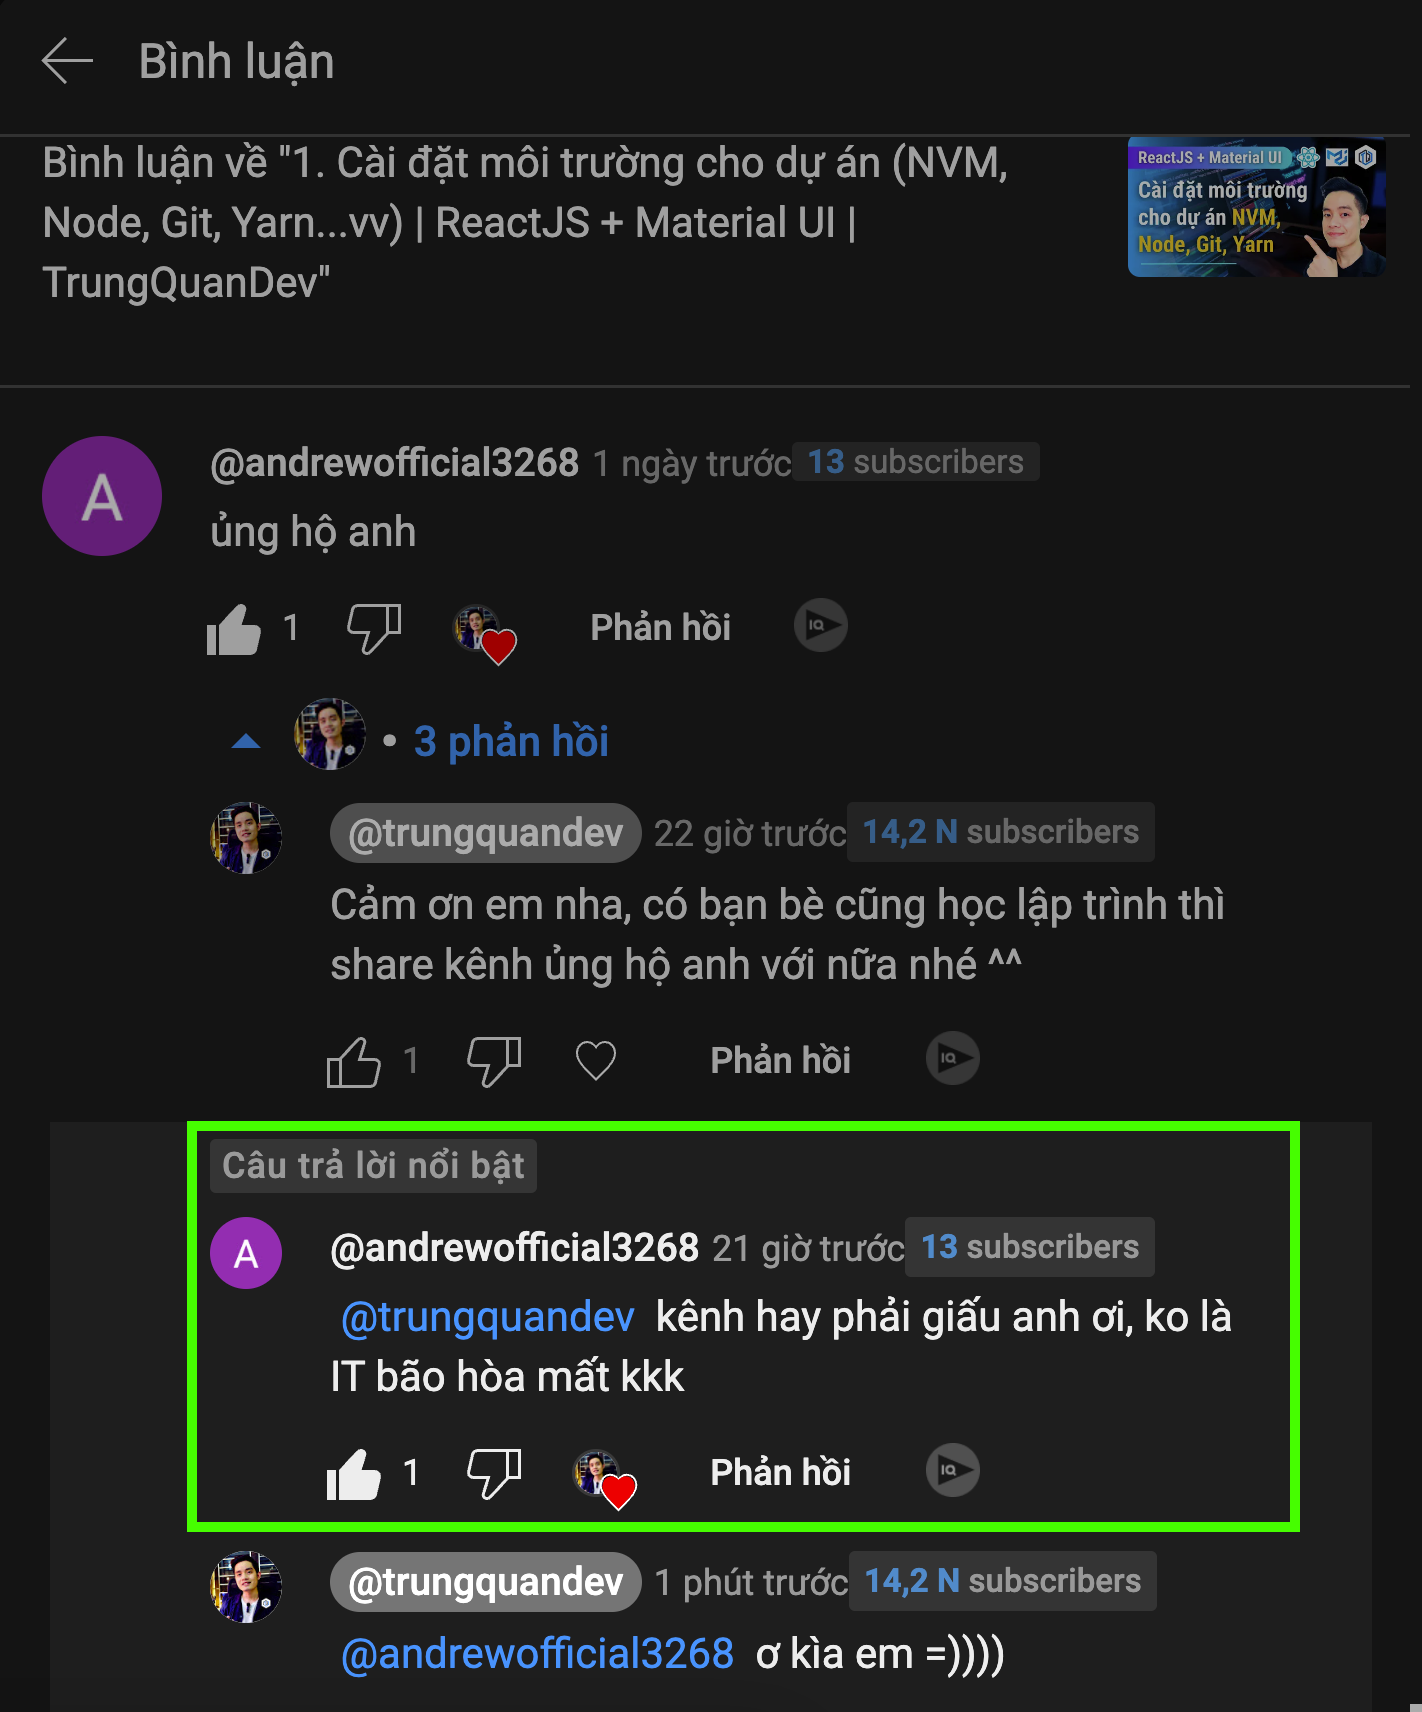 Bình luận
Bình luận về "1. Cài đặt môi trường cho dự án (NVM,
Node, Git, Yarn...vv) | ReactJS + Material UI |
TrungQuanDev"
ReactJS + Material UI
Cài đặt môi trường
cho dự án NVM,
Node, Git, Yarn
A
@andrewofficial3268 1 ngày trước 13 subscribers
ủng hộ anh
1 Phản hồi IQ
• 3 phản hồi
@trungquandev 22 giờ trước 14,2 N subscribers
Cảm ơn em nha, có bạn bè cũng học lập trình thì
share kênh ủng hộ anh với nữa nhé ^^
1 Phản hồi IQ
Câu trả lời nổi bật
A
@andrewofficial3268 21 giờ trước 13 subscribers
@trungquandev kênh hay phải giấu anh ơi, ko là
IT bão hòa mất kkk
1 Phản hồi IQ
@trungquandev 1 phút trước 14,2 N subscribers
@andrewofficial3268 ơ kìa em =))))